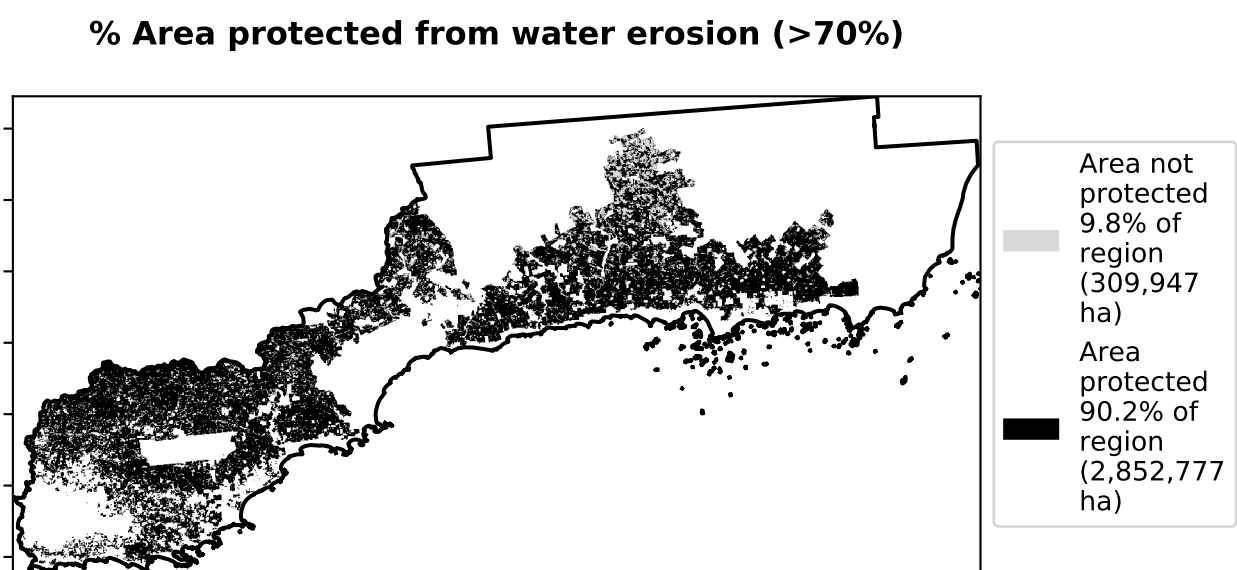 % Area protected from water erosion (>70%)
Area not
protected
9.8% of
region
(309,947
ha)
Area
protected
90.2% of
region
(2,852,777
ha)